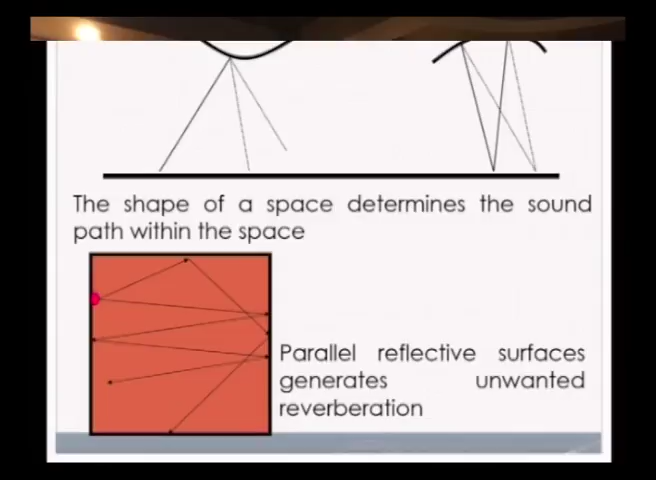 The shape of a space determines the sound
path within the space
Parallel reflective surfaces
generates unwanted
reverberation